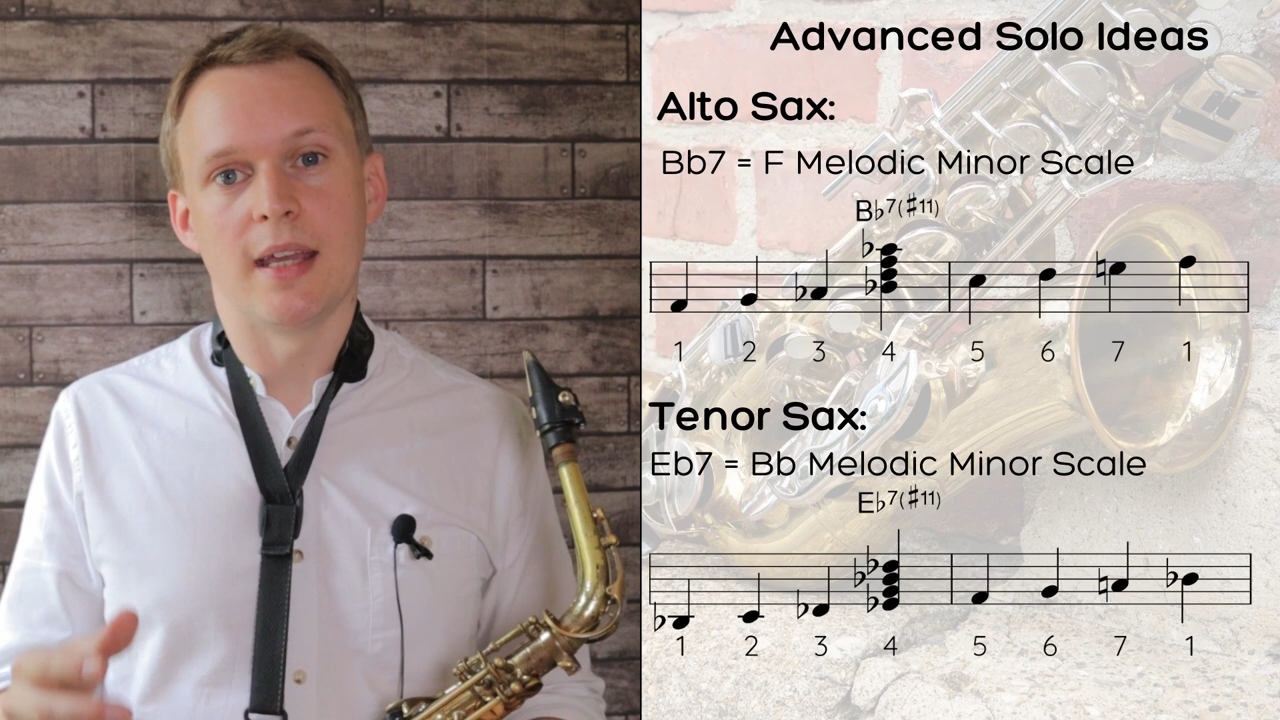 Advanced Solo Ideas
Alto Sax:
Bb7 = F Melodic Minor Scale
B♭7(♯11)
1 2 3 4 5 6 7 1
Tenor Sax:
Eb7 = Bb Melodic Minor Scale
E♭7(♯11)
1 2 3 4 5 6 7 1